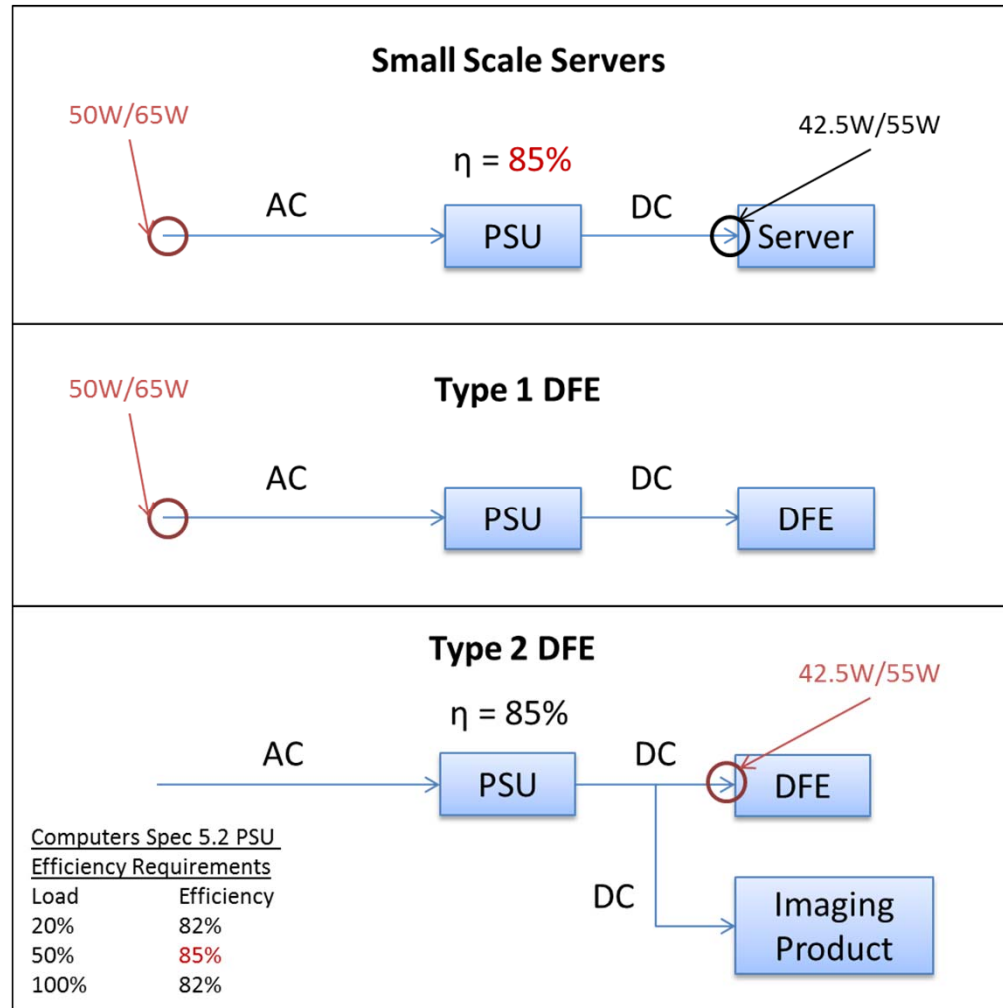 Small Scale Servers
50W/65W
42.5W/55W
η = 85%
AC
DC
PSU
Server
Type 1 DFE
50W/65W
AC
DC
PSU
DFE
Type 2 DFE
42.5W/55W
η = 85%
AC
DC
PSU
DFE
Computers Spec 5.2 PSU
Efficiency Requirements
Load Efficiency
20% 82%
50% 85%
100% 82%
DC
Imaging
Product